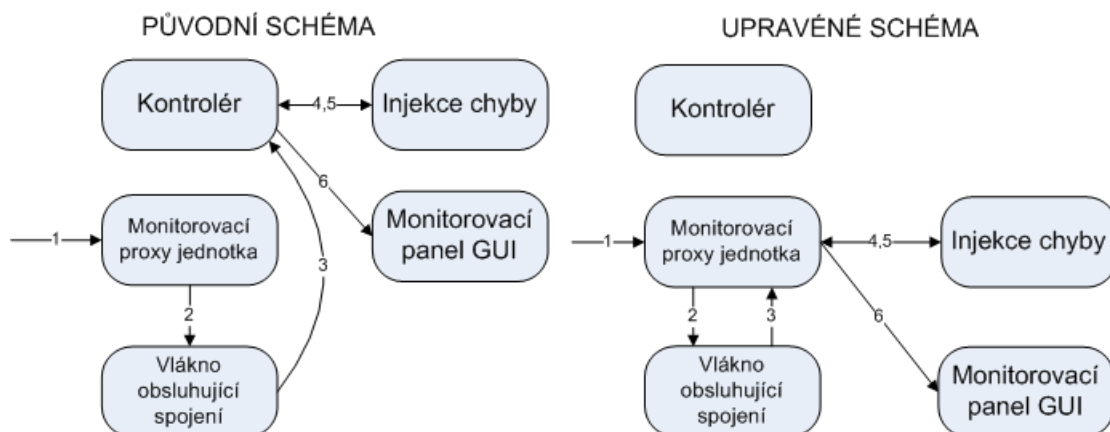 PŮVODNÍ SCHÉMA
Kontrolér
4,5
Injekce chyby
6
Monitorovací
proxy jednotka
Monitorovací
panel GUI
1
3
2
Vlákno
obsluhující
spojení
UPRAVÉNÉ SCHÉMA
Kontrolér
1
Monitorovací
proxy jednotka
4,5
Injekce chyby
2
3
6
Vlákno
obsluhující
spojení
Monitorovací
panel GUI